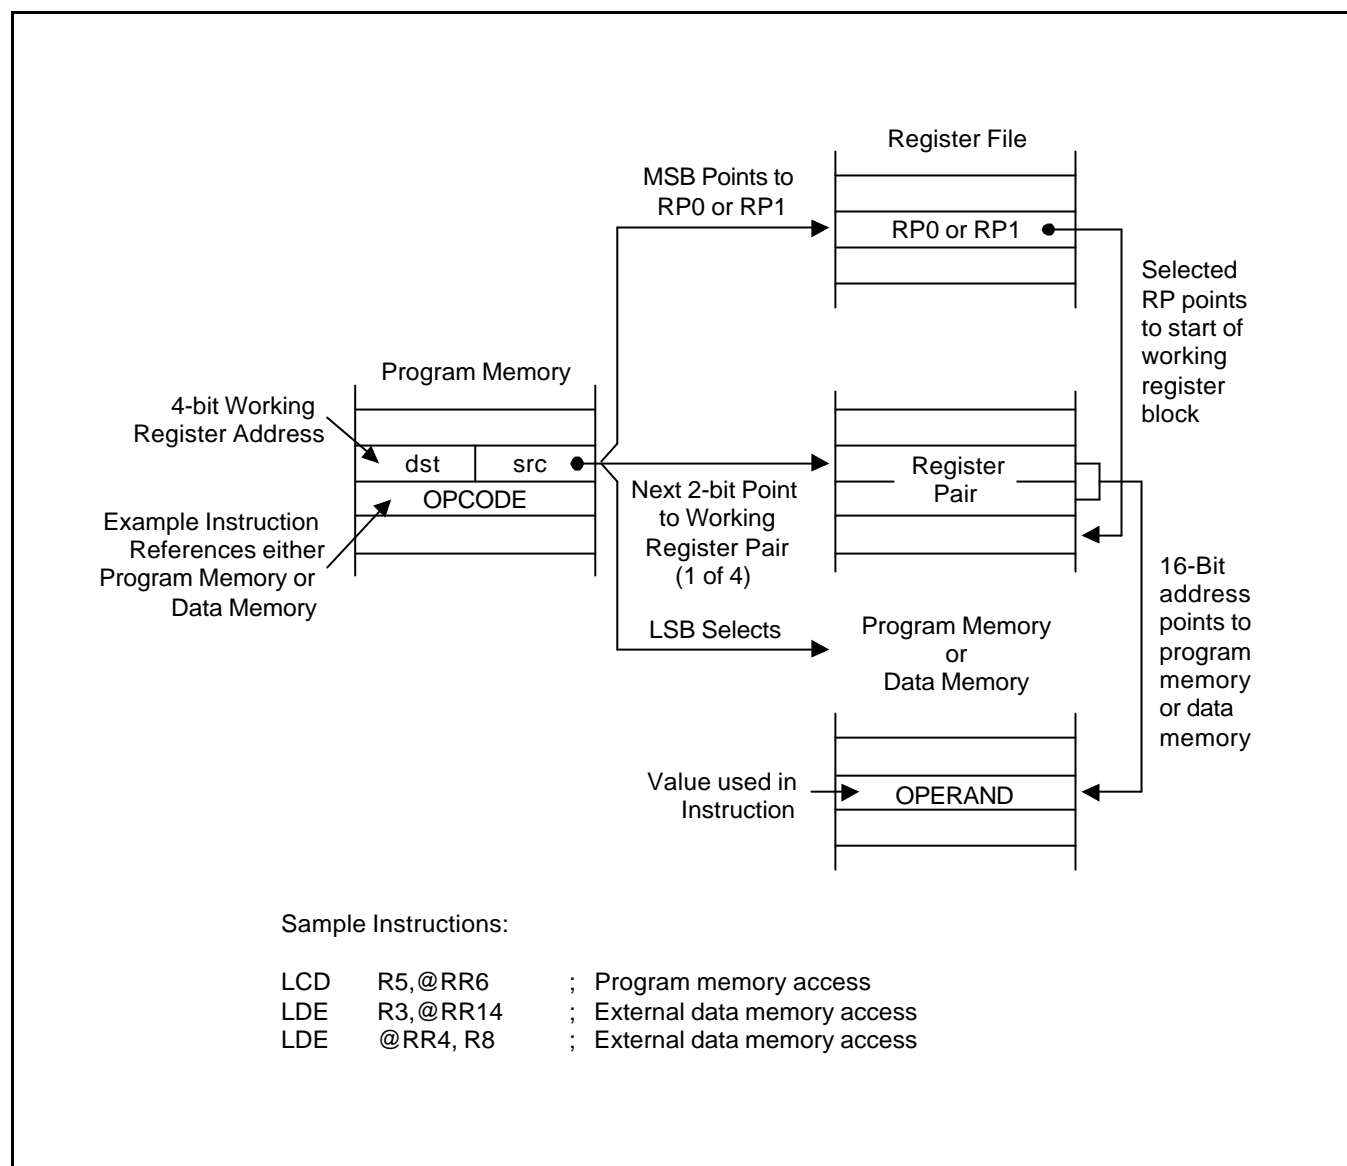 Register File
MSB Points to
RP0 or RP1
RP0 or RP1
Selected
RP points
to start of
working
register
block
Program Memory
4-bit Working
Register Address
dst src
OPCODE
Example Instruction
References either
Program Memory or
Data Memory
Register
Pair
Next 2-bit Point
to Working
Register Pair
(1 of 4)
LSB Selects
Program Memory
or
Data Memory
16-Bit
address
points to
program
memory
or data
memory
Value used in
Instruction
OPERAND
Sample Instructions:
LCD R5,@RR6 ; Program memory access
LDE R3,@RR14 ; External data memory access
LDE @RR4, R8 ; External data memory access